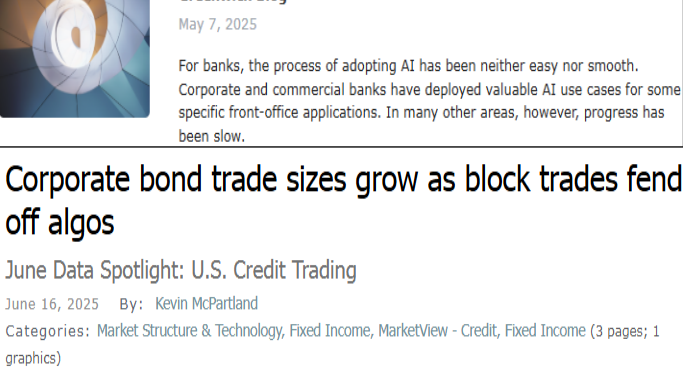 May 7, 2025
For banks, the process of adopting AI has been neither easy nor smooth.
Corporate and commercial banks have deployed valuable AI use cases for some
specific front-office applications. In many other areas, however, progress has
been slow.
Corporate bond trade sizes grow as block trades fend
off algos
June Data Spotlight: U.S. Credit Trading
June 16, 2025 By: Kevin McPartland
Categories: Market Structure & Technology, Fixed Income, MarketView - Credit, Fixed Income (3 pages; 1
graphics)